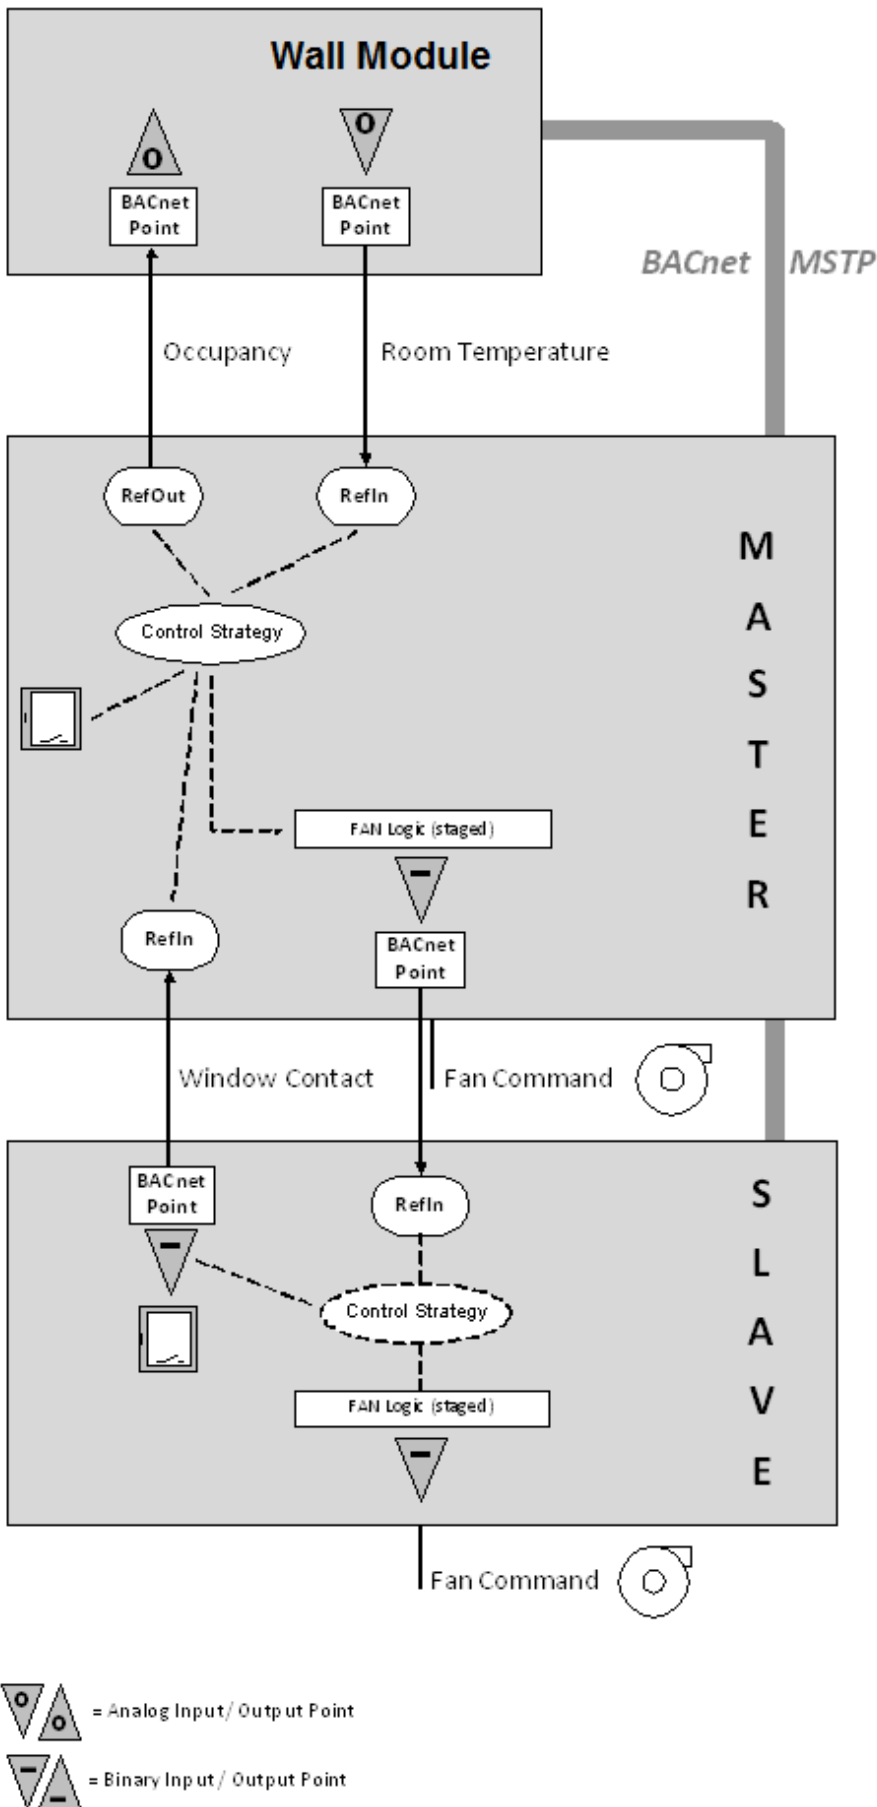 Wall Module
O
O
BACnet
Point
BACnet
Point
BACnet MSTP
Occupancy
Room Temperature
RefOut
RefIn
Control Strategy
MASTER
FAN Logic (staged)
RefIn
BACnet
Point
Window Contact
Fan Command
BACnet
Point
RefIn
Control Strategy
SLAVE
FAN Logic (staged)
Fan Command
O
O
= Analog Input / Output Point
= Binary Input / Output Point